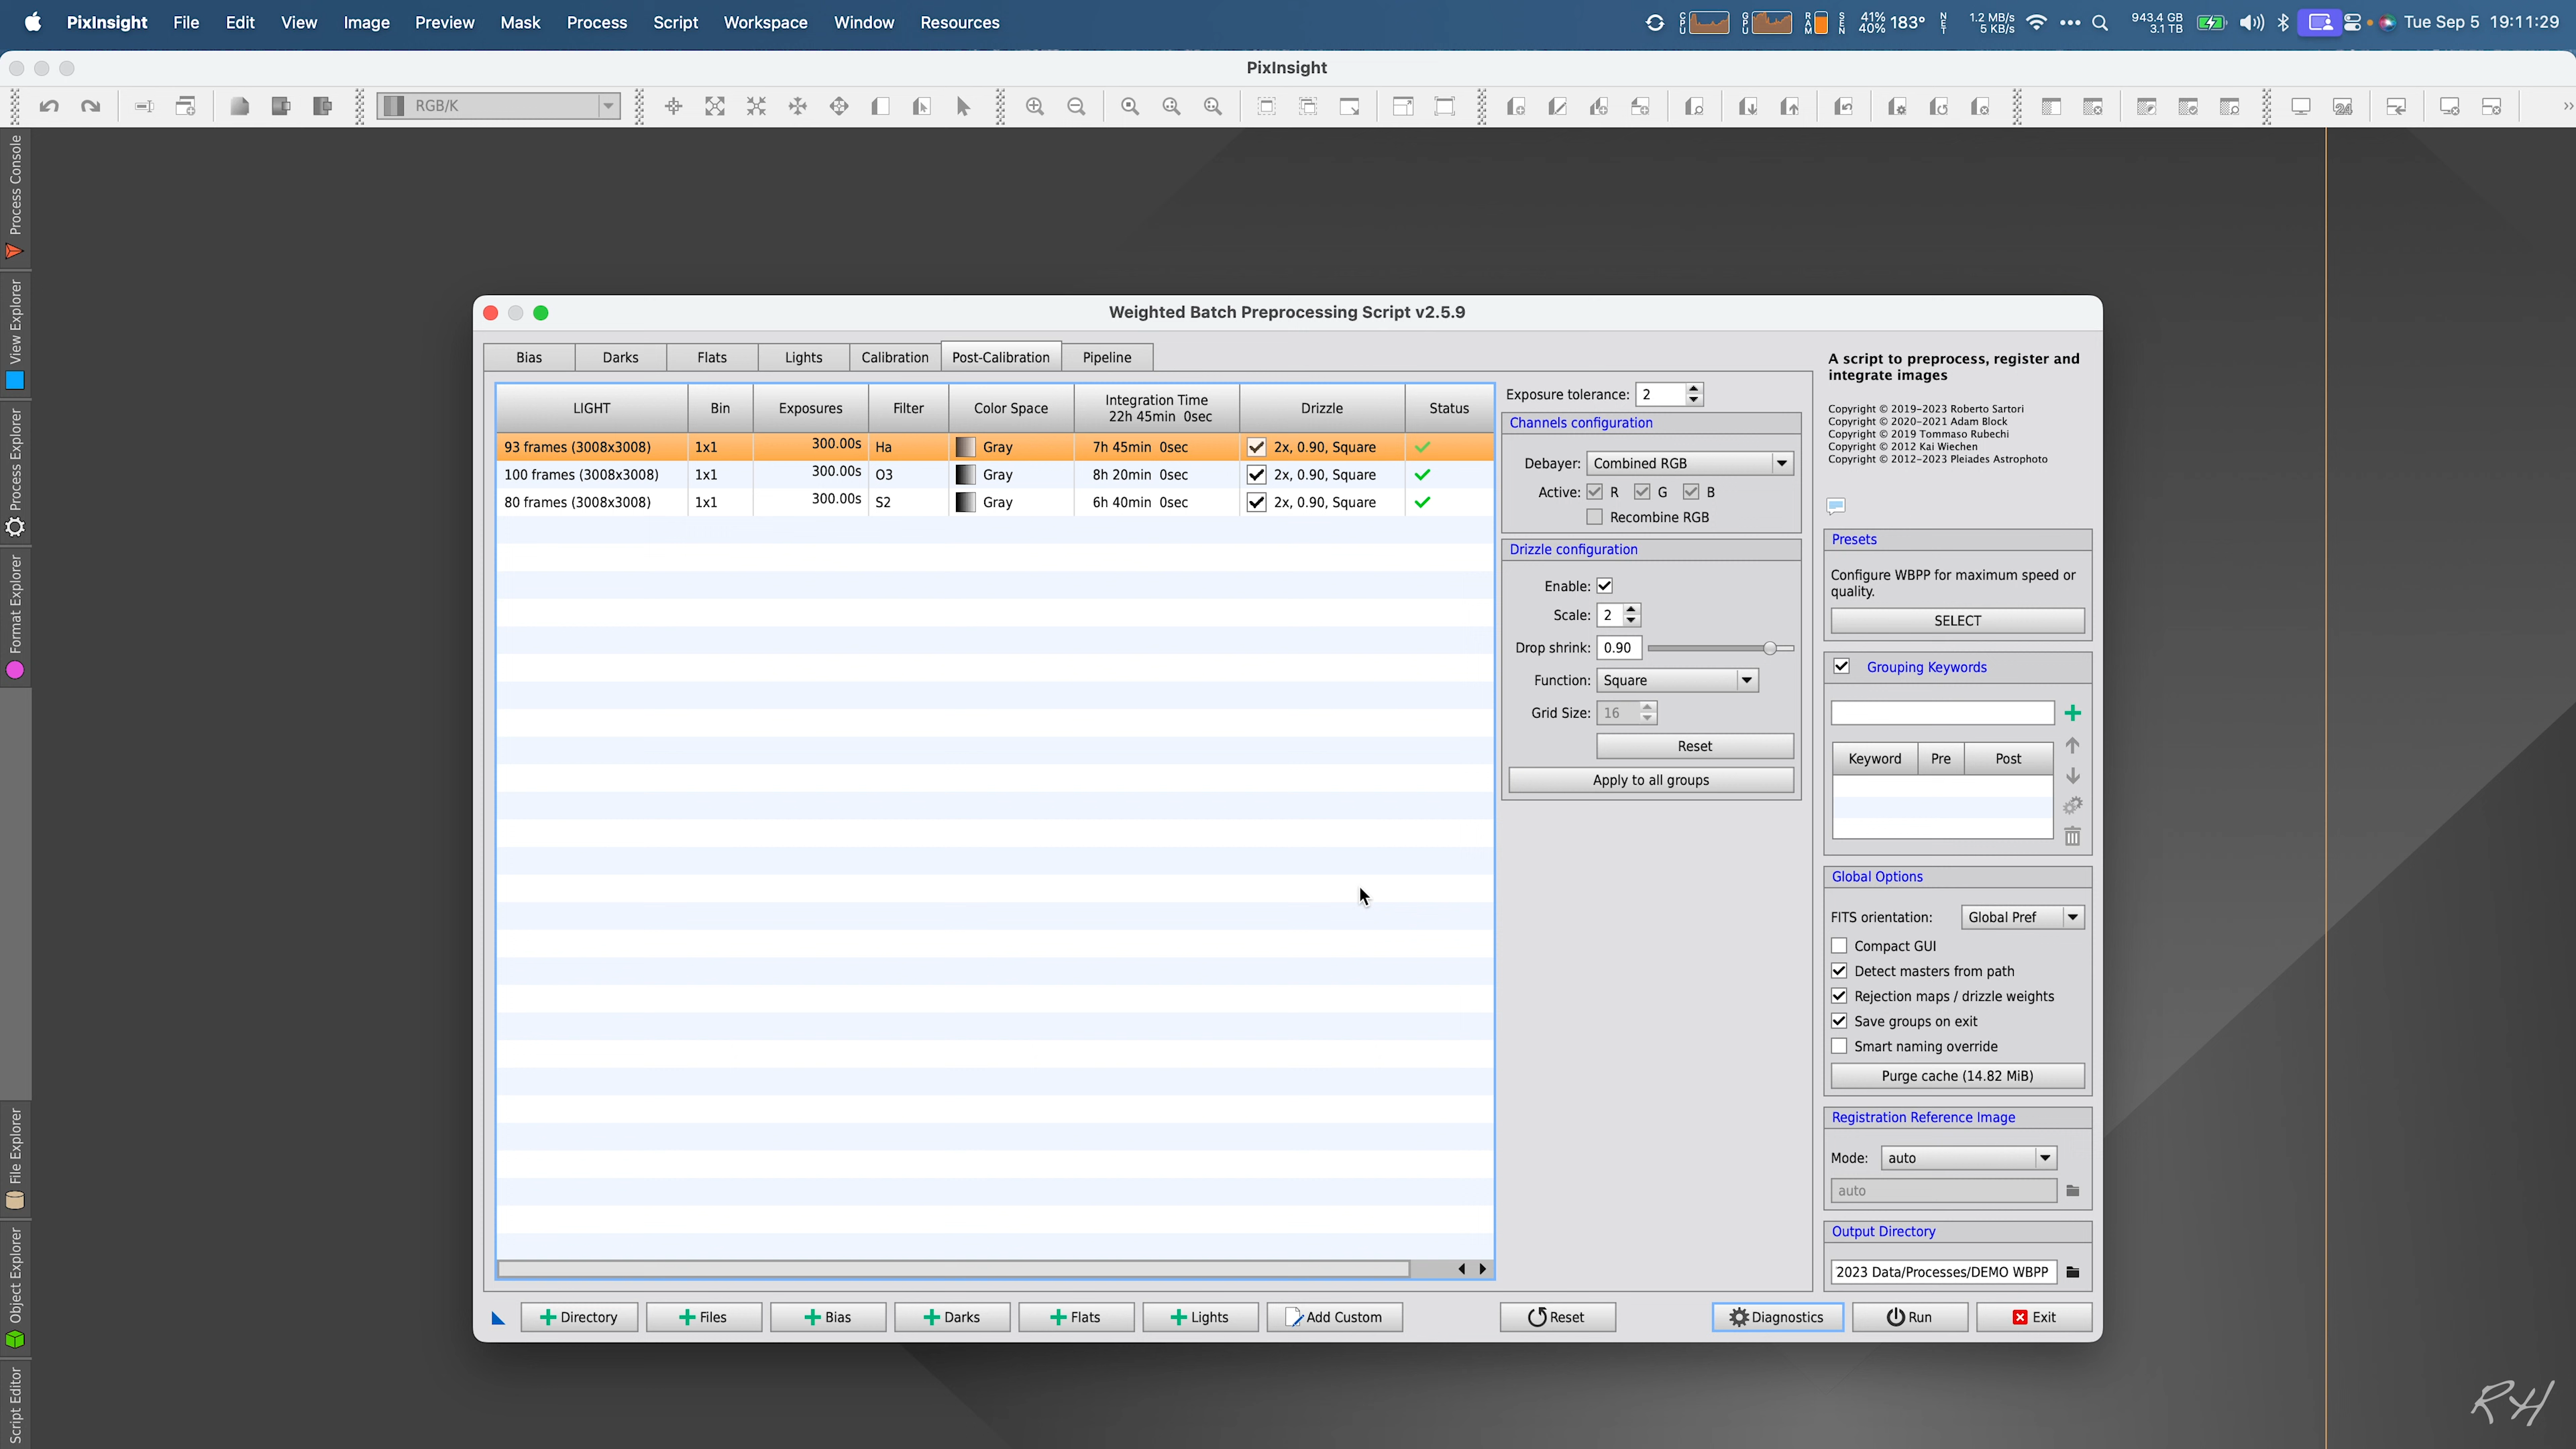 PixInsight File Edit View Image Preview Mask Process Script Workspace Window Resources
CPU GPU RAM SEN 41% 40% 183° NET 1.2 MB/s 5 KB/s 943.4 GB 3.1 TB Tue Sep 5 19:11:29
PixInsight
RGB/K
Process Console
View Explorer
Process Explorer
Format Explorer
File Explorer
Object Explorer
Script Editor
Weighted Batch Preprocessing Script v2.5.9
Bias Darks Flats Lights Calibration Post-Calibration Pipeline
LIGHT Bin Exposures Filter Color Space Integration Time 22h 45min 0sec Drizzle Status
93 frames (3008x3008) 1x1 300.00s Ha Gray 7h 45min 0sec 2x, 0.90, Square
100 frames (3008x3008) 1x1 300.00s O3 Gray 8h 20min 0sec 2x, 0.90, Square
80 frames (3008x3008) 1x1 300.00s S2 Gray 6h 40min 0sec 2x, 0.90, Square
Exposure tolerance: 2
Channels configuration
Debayer: Combined RGB
Active: R G B
Recombine RGB
Drizzle configuration
Enable:
Scale: 2
Drop shrink: 0.90
Function: Square
Grid Size: 16
Reset
Apply to all groups
A script to preprocess, register and
integrate images
Copyright © 2019-2023 Roberto Sartori
Copyright © 2020-2021 Adam Block
Copyright © 2019 Tommaso Rubechi
Copyright © 2012 Kai Wiechen
Copyright © 2012-2023 Pleiades Astrophoto
Presets
Configure WBPP for maximum speed or
quality.
SELECT
Grouping Keywords
Keyword Pre Post
Global Options
FITS orientation: Global Pref
Compact GUI
Detect masters from path
Rejection maps / drizzle weights
Save groups on exit
Smart naming override
Purge cache (14.82 MiB)
Registration Reference Image
Mode: auto
auto
Output Directory
2023 Data/Processes/DEMO WBPP
Directory Files Bias Darks Flats Lights Add Custom Reset Diagnostics Run Exit
RH